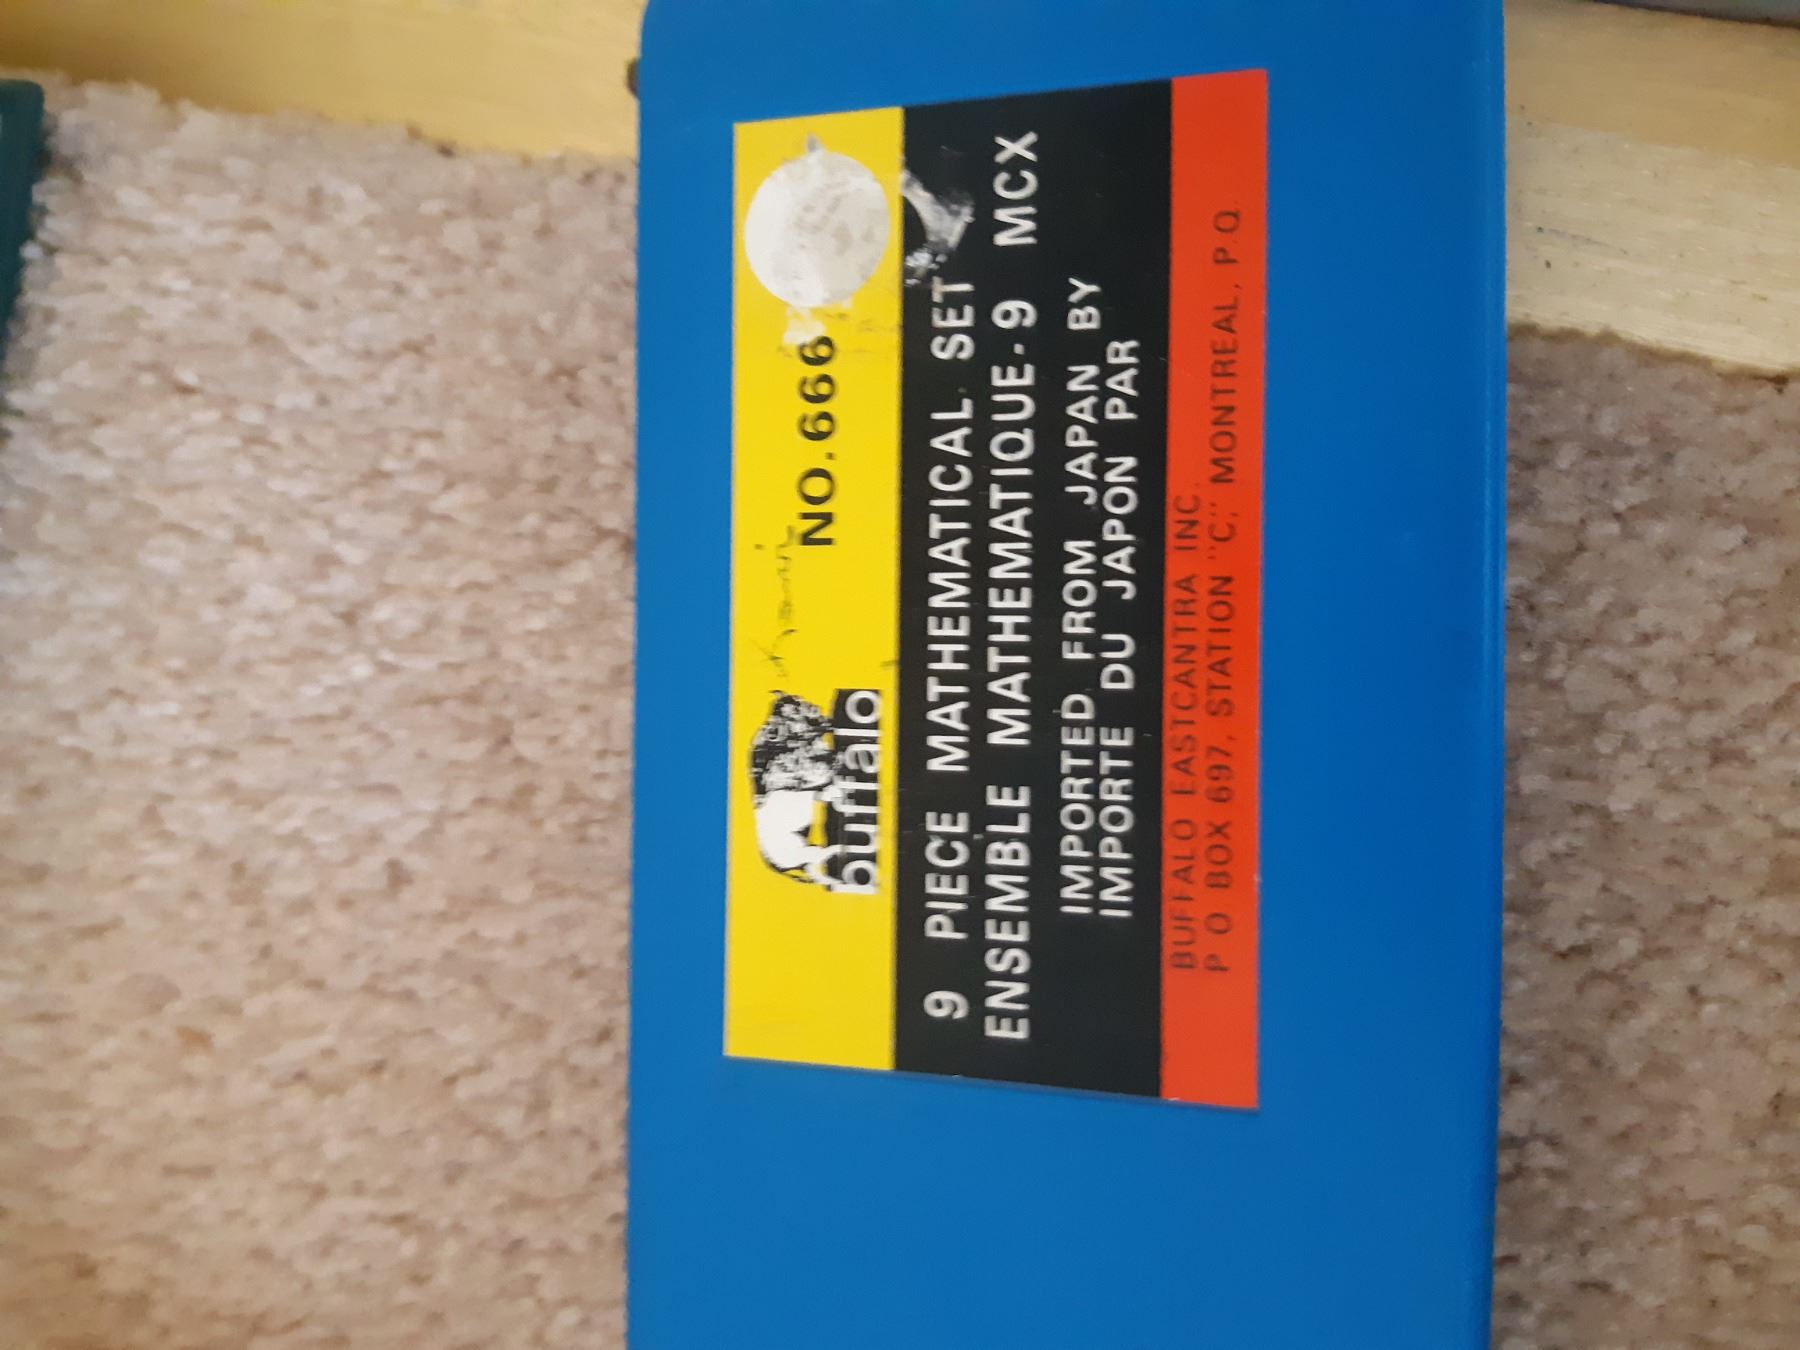 buffalo
NO.666
9 PIECE MATHEMATICAL SET
ENSEMBLE MATHEMATIQUE-9 MCX
IMPORTED FROM JAPAN BY
IMPORTE DU JAPON PAR
BUFFALO EASTCANTRA INC.
P O BOX 697, STATION "C," MONTREAL, P.Q.